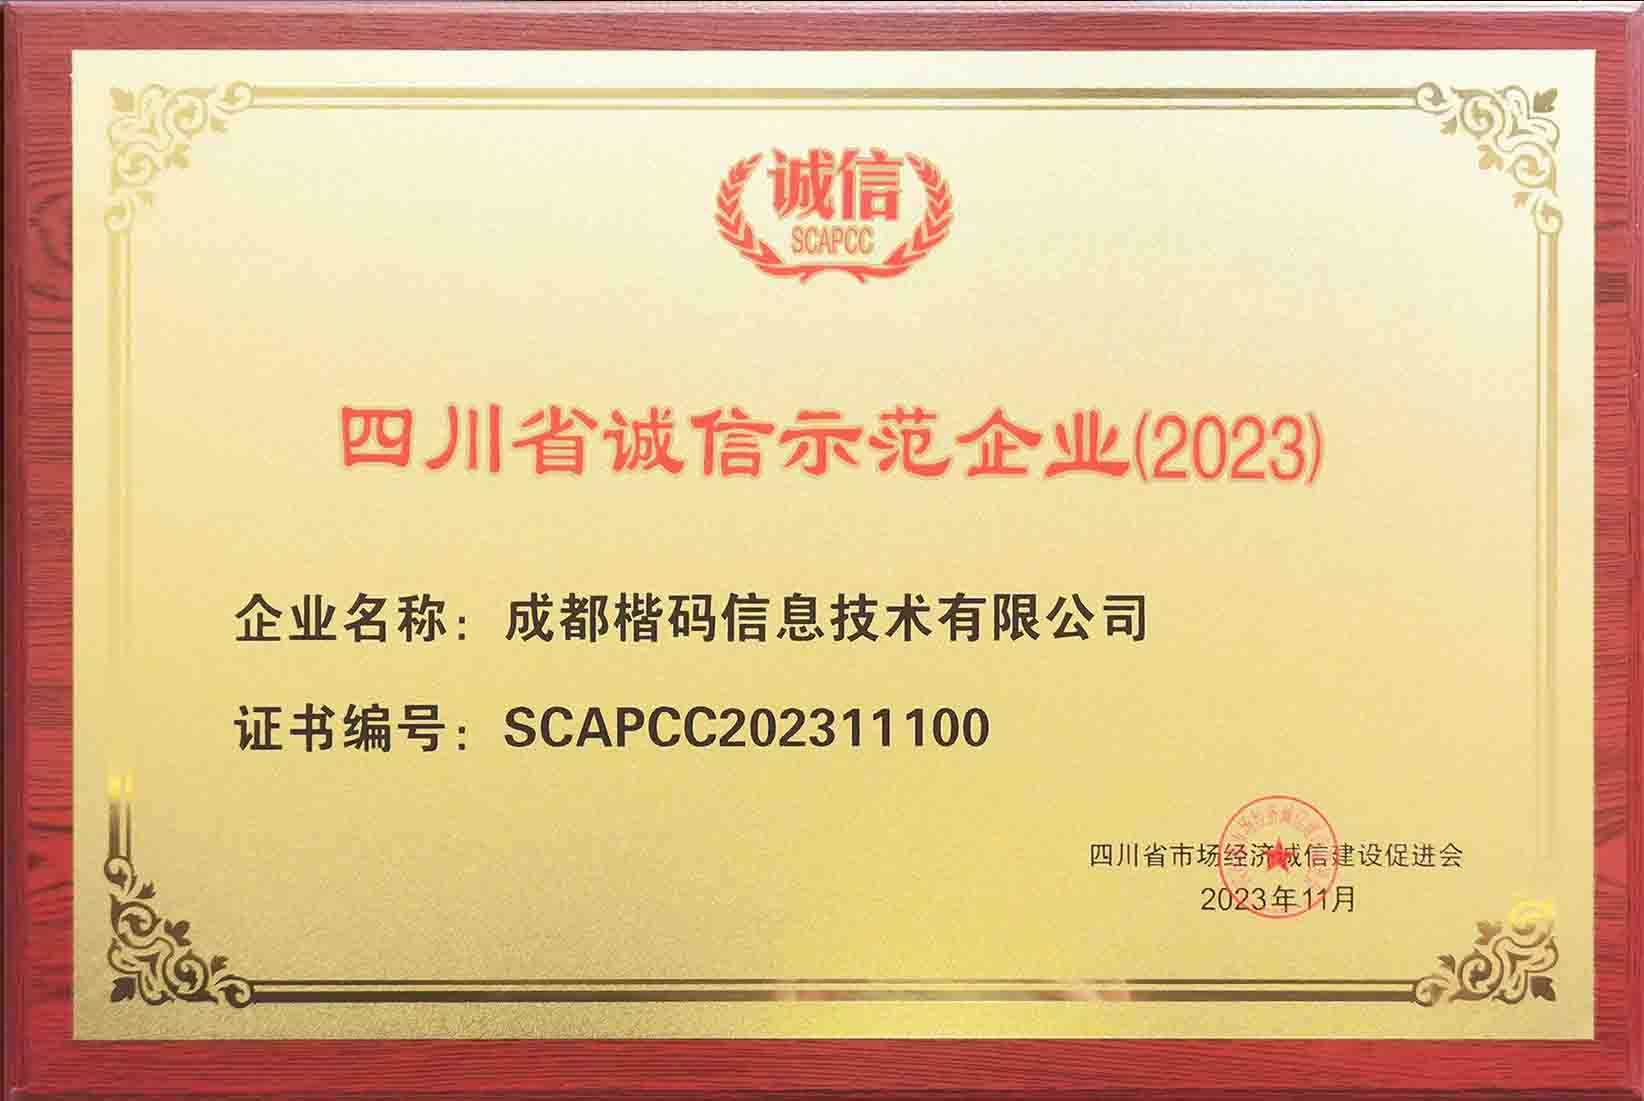 诚信
SCAPCC
四川省诚信示范企业(2023)
企业名称：成都楷码信息技术有限公司
证书编号：SCAPCC202311100
四川省市场经济诚信建设促进会
2023年11月